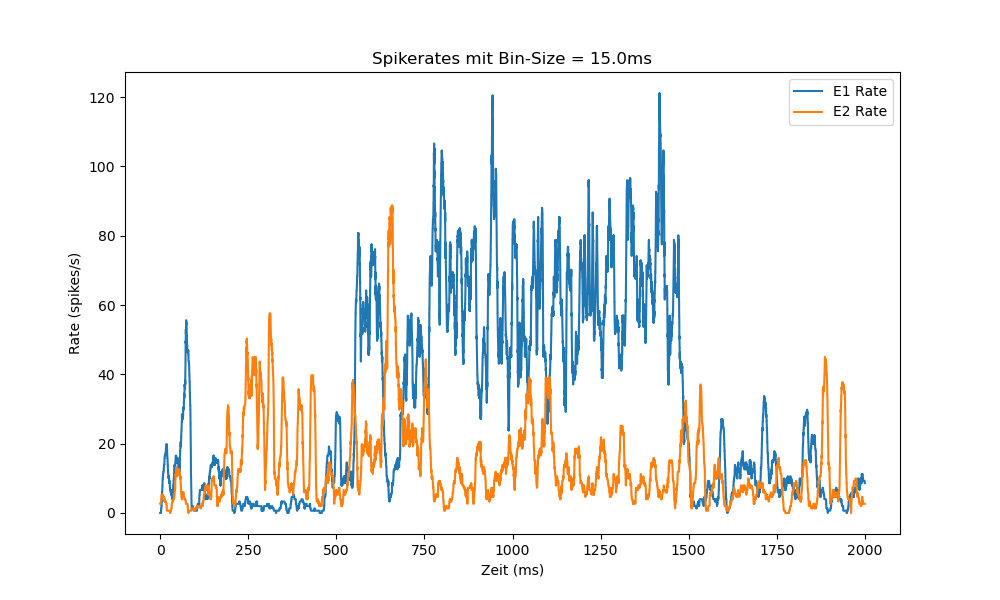 Spikerates mit Bin-Size = 15.0ms
E1 Rate
E2 Rate
120
100
80
60
40
20
0
Rate (spikes/s)
0 250 500 750 1000 1250 1500 1750 2000
Zeit (ms)